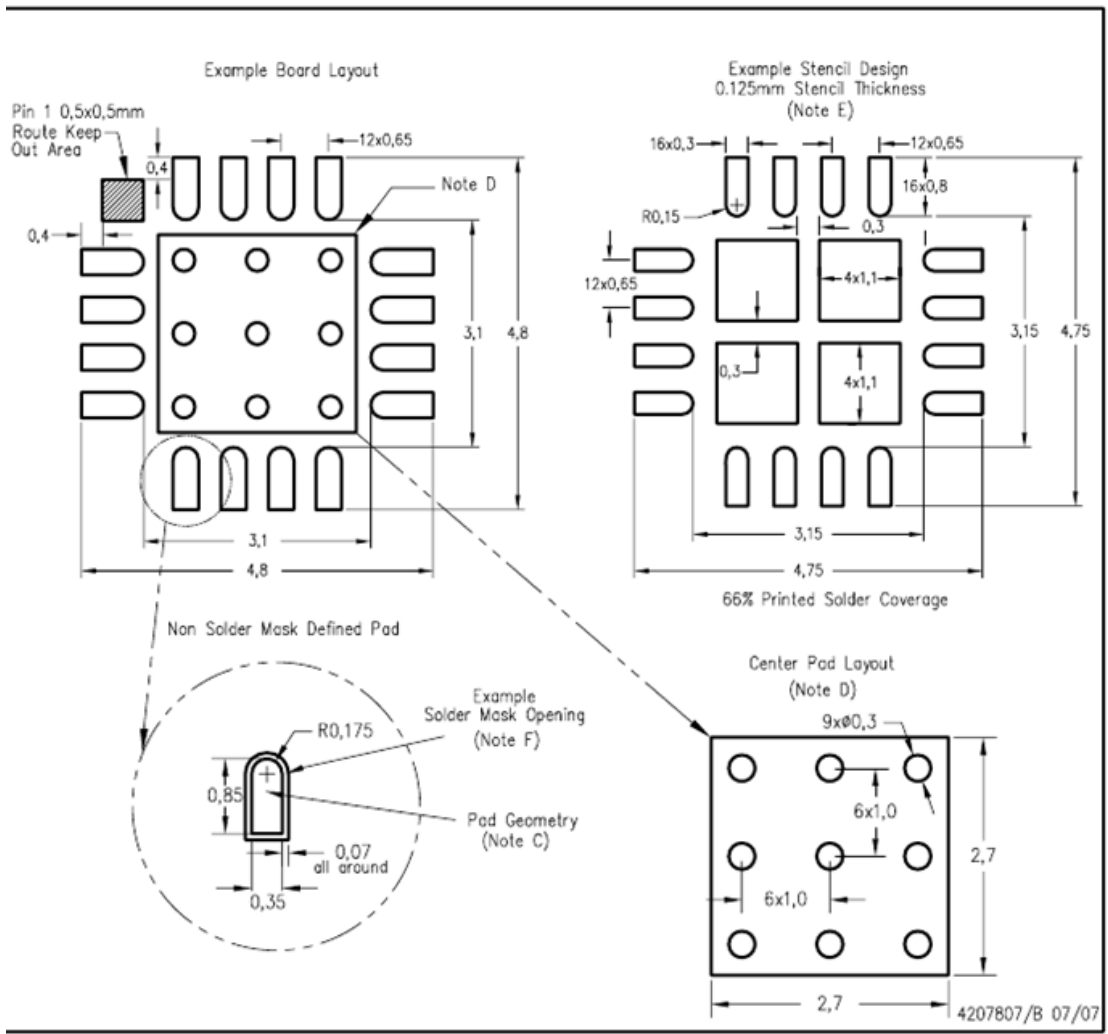 Example Board Layout
Pin 1 0,5x0,5mm
Route Keep
Out Area
12x0,65
0,4
Note D
0,4
3,1
4,8
3,1
4,8
Example Stencil Design
0.125mm Stencil Thickness
(Note E)
16x0,3
12x0,65
16x0,8
R0,15
0,3
12x0,65
4x1,1
3,15
4,75
0,3
4x1,1
3,15
4,75
66% Printed Solder Coverage
Non Solder Mask Defined Pad
Example
Solder Mask Opening
(Note F)
R0,175
0,85
Pad Geometry
(Note C)
0,07
all around
0,35
Center Pad Layout
(Note D)
9xø0,3
6x1,0
2,7
6x1,0
2,7
4207807/B 07/07